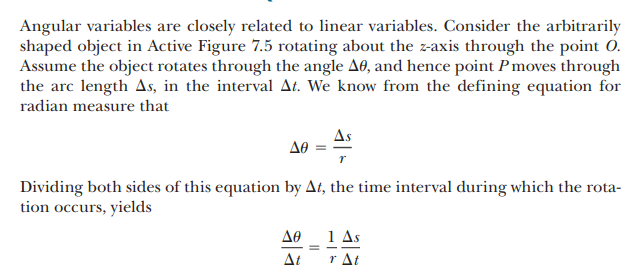 Angular variables are closely related to linear variables. Consider the arbitrarily
shaped object in Active Figure 7.5 rotating about the z-axis through the point O.
Assume the object rotates through the angle Δθ, and hence point P moves through
the arc length Δs, in the interval Δt. We know from the defining equation for
radian measure that
Δθ = Δs/r
Dividing both sides of this equation by Δt, the time interval during which the rota-
tion occurs, yields
Δθ/Δt = 1/r Δs/Δt